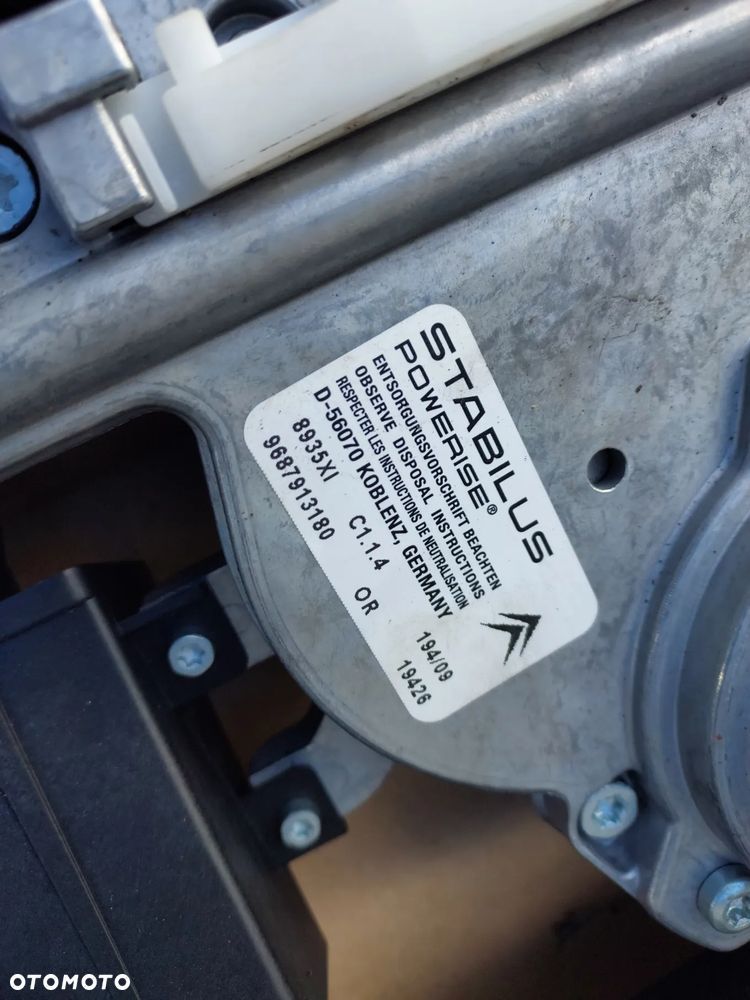 STABILUS
POWERISE®
ENTSORGUNGSVORSCHRIFT BEACHTEN
OBSERVE DISPOSAL INSTRUCTIONS
RESPECTER LES INSTRUCTIONS DE NEUTRALISATION
D-56070 KOBLENZ, GERMANY
8935XI C1.1.4 OR 194/09
9687913180 19426
OTOMOTO